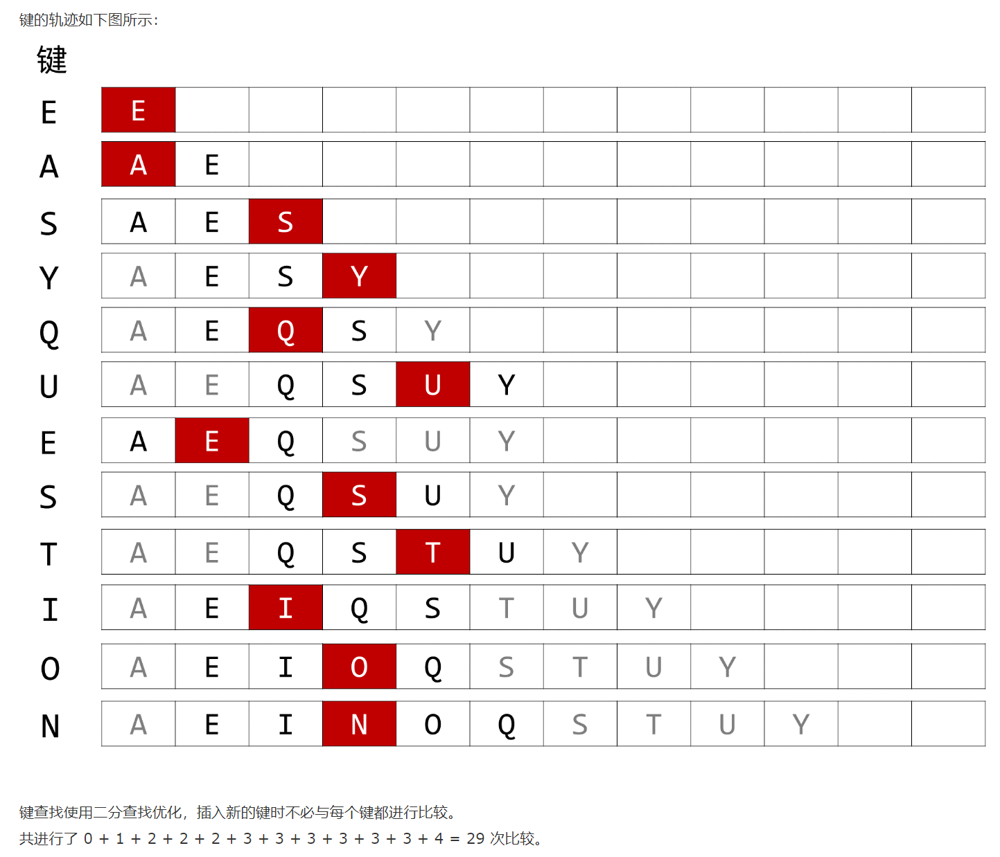 键的轨迹如下图所示：
键
E E
A A E
S A E S
Y A E S Y
Q A E Q S Y
U A E Q S U Y
E A E Q S U Y
S A E Q S U Y
T A E Q S T U Y
I A E I Q S T U Y
O A E I O Q S T U Y
N A E I N O Q S T U Y
键查找使用二分查找优化，插入新的键时不必与每个键都进行比较。
共进行了 0 + 1 + 2 + 2 + 2 + 3 + 3 + 3 + 3 + 3 + 3 + 4 = 29 次比较。